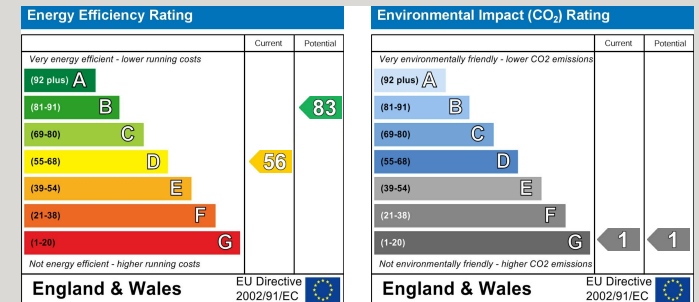 Energy Efficiency Rating
Current Potential
Very energy efficient - lower running costs
(92 plus) A
(81-91) B
83
(69-80) C
(55-68) D
56
(39-54) E
(21-38) F
(1-20) G
Not energy efficient - higher running costs
England & Wales
EU Directive
2002/91/EC
Environmental Impact (CO2) Rating
Current Potential
Very environmentally friendly - lower CO2 emissions
(92 plus) A
(81-91) B
(69-80) C
(55-68) D
(39-54) E
(21-38) F
(1-20) G
1 1
Not environmentally friendly - higher CO2 emissions
England & Wales
EU Directive
2002/91/EC